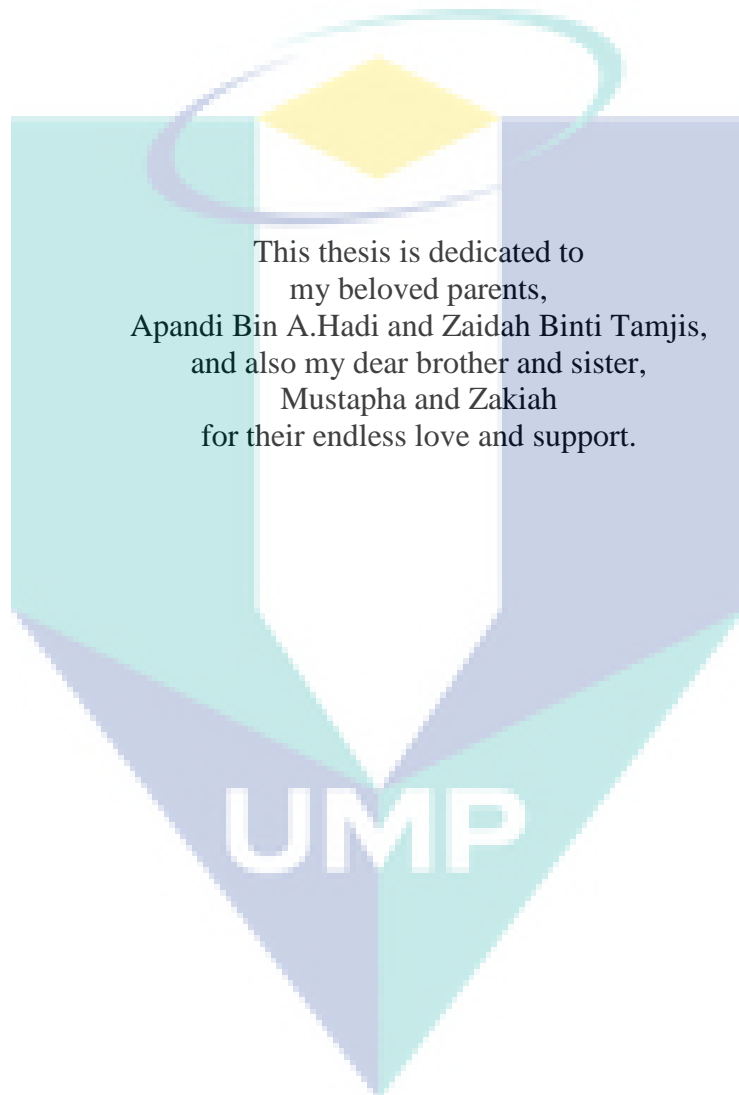 This thesis is dedicated to
my beloved parents,
Apandi Bin A.Hadi and Zaidah Binti Tamjis,
and also my dear brother and sister,
Mustapha and Zakiah
for their endless love and support.
UMP